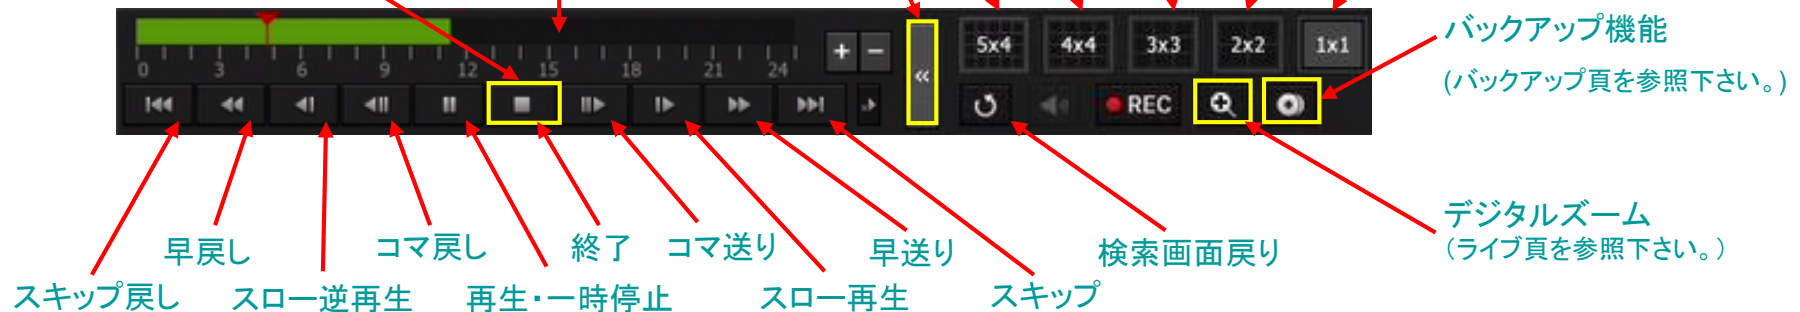 5x4 4x4 3x3 2x2 1x1
0 3 6 9 12 15 18 21 24
REC
バックアップ機能
(バックアップ頁を参照下さい。)
デジタルズーム
(ライブ頁を参照下さい。)
早戻し コマ戻し 終了 コマ送り 早送り 検索画面戻り
スキップ戻し スロー逆再生 再生・一時停止 スロー再生 スキップ